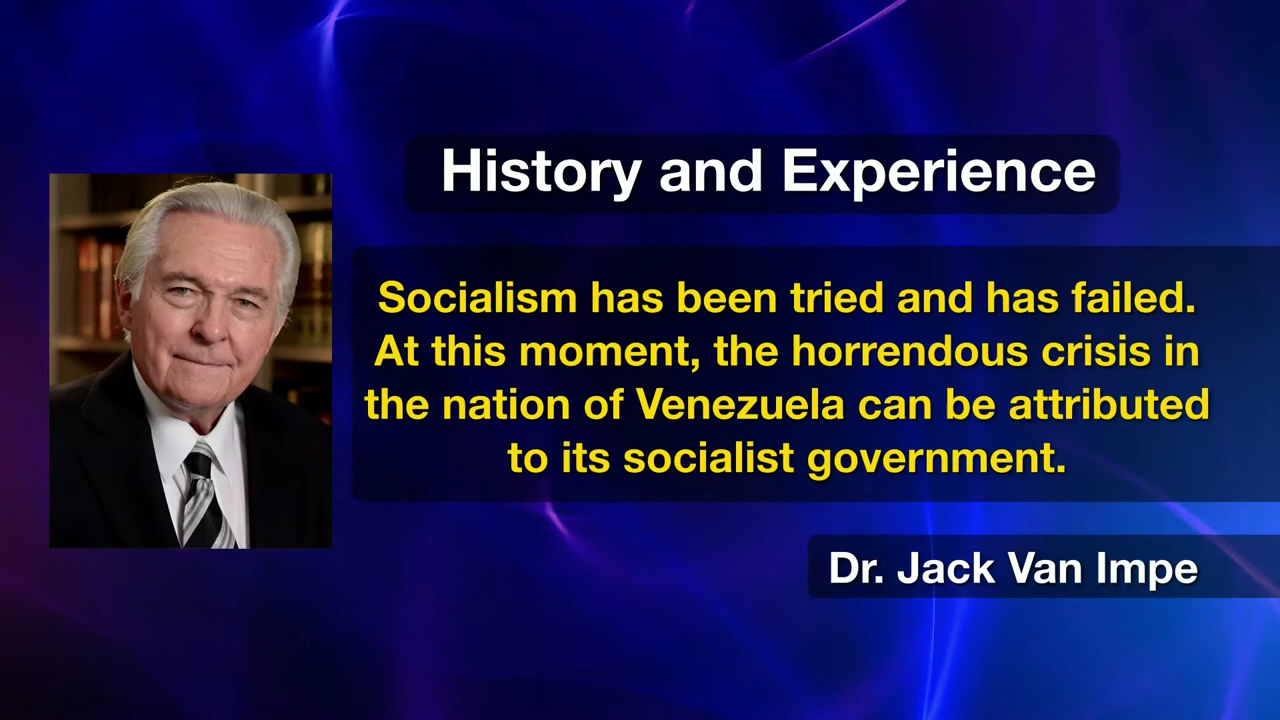 History and Experience
Socialism has been tried and has failed.
At this moment, the horrendous crisis in
the nation of Venezuela can be attributed
to its socialist government.
Dr. Jack Van Impe